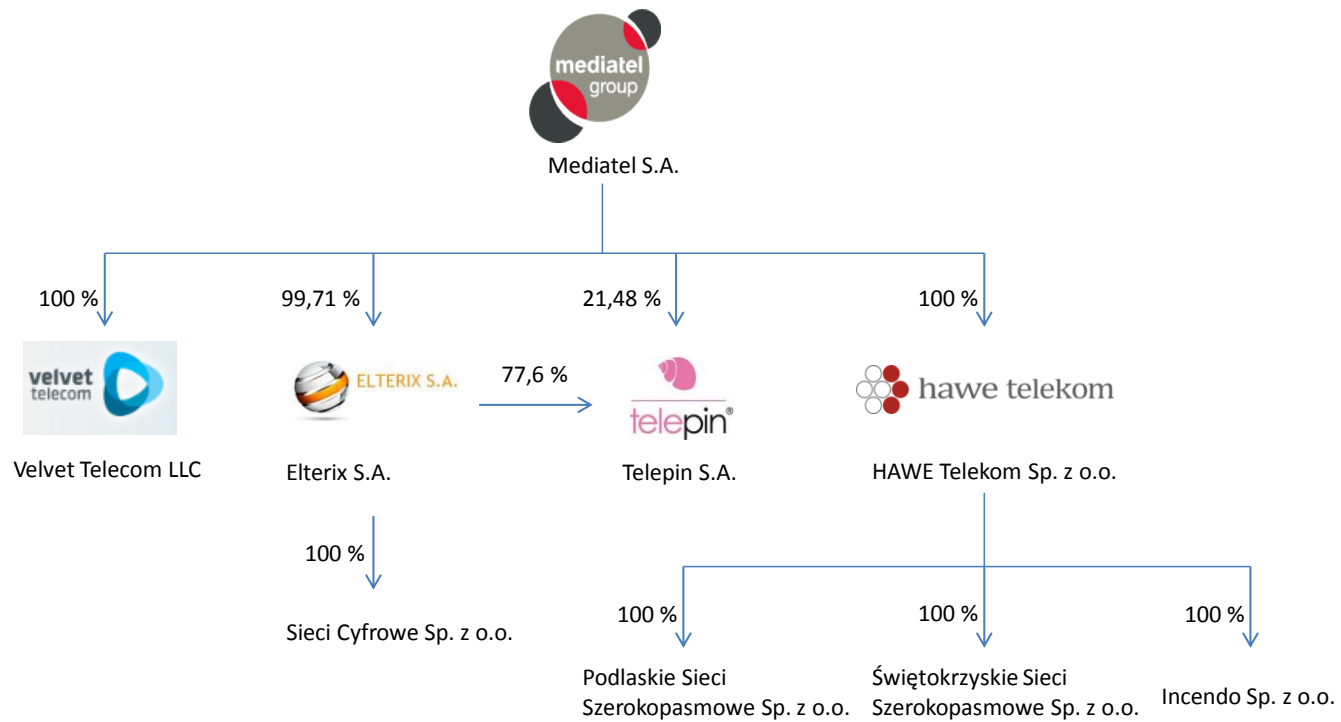 mediatel
group
Mediatel S.A.
100 %
99,71 %
21,48 %
100 %
velvet
telecom
ELTERIX S.A.
77,6 %
telepin®
hawe telekom
Velvet Telecom LLC
Elterix S.A.
Telepin S.A.
HAWE Telekom Sp. z o.o.
100 %
Sieci Cyfrowe Sp. z o.o.
100 %
100 %
100 %
Podlaskie Sieci
Szerokopasmowe Sp. z o.o.
Świętokrzyskie Sieci
Szerokopasmowe Sp. z o.o.
Incendo Sp. z o.o.